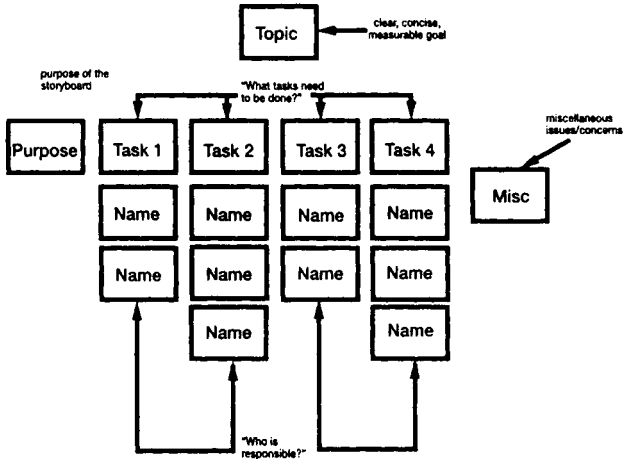 Topic
clear, concise,
measurable goal
purpose of the
storyboard
"What tasks need
to be done?"
miscellaneous
issues/concerns
Purpose
Task 1
Task 2
Task 3
Task 4
Misc
Name
Name
Name
Name
Name
Name
Name
Name
Name
Name
"Who is
responsible?"